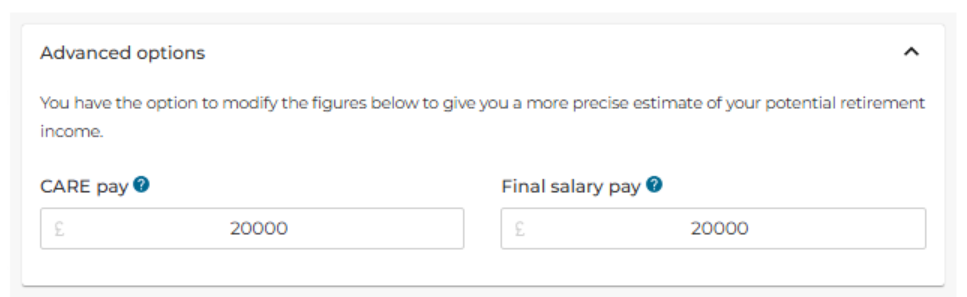 Advanced options
You have the option to modify the figures below to give you a more precise estimate of your potential retirement
income.
CARE pay ?
Final salary pay ?
£ 20000
£ 20000